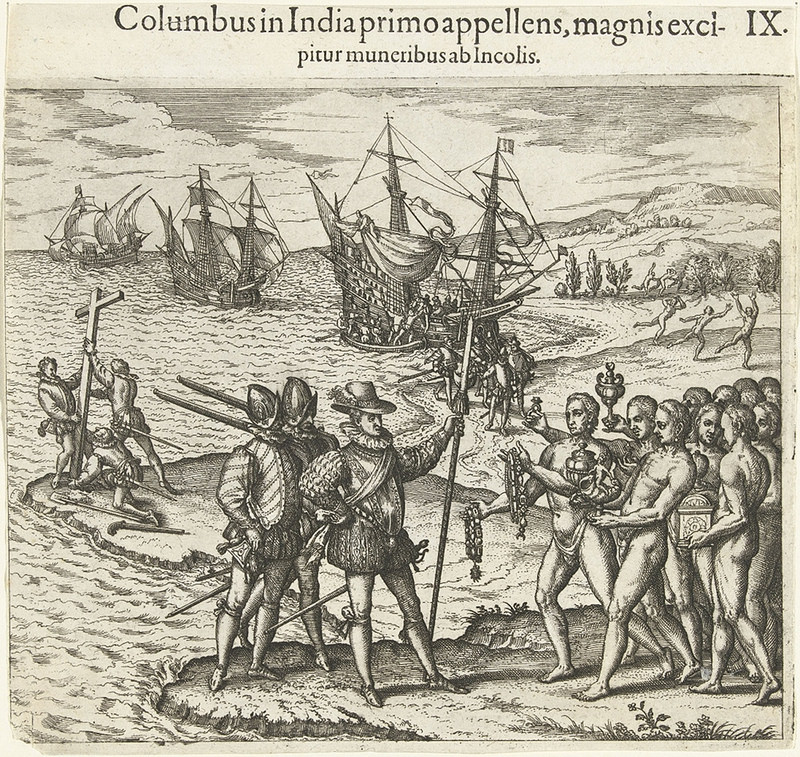 Columbus in India primo appellens, magnis exci- IX.
pitur muneribus ab Incolis.